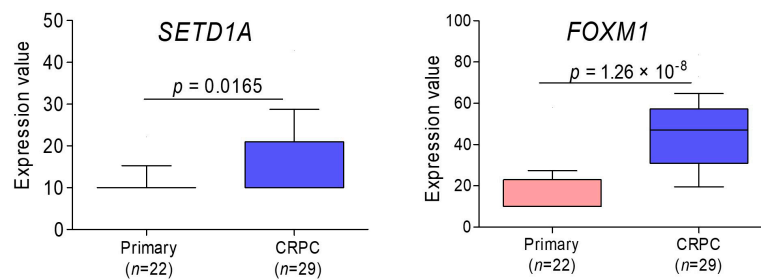 SETD1A
Expression value
50
40
30
20
10
0
p = 0.0165
Primary
(n=22)
CRPC
(n=29)
FOXM1
Expression value
100
80
60
40
20
0
p = 1.26 × 10⁻⁸
Primary
(n=22)
CRPC
(n=29)